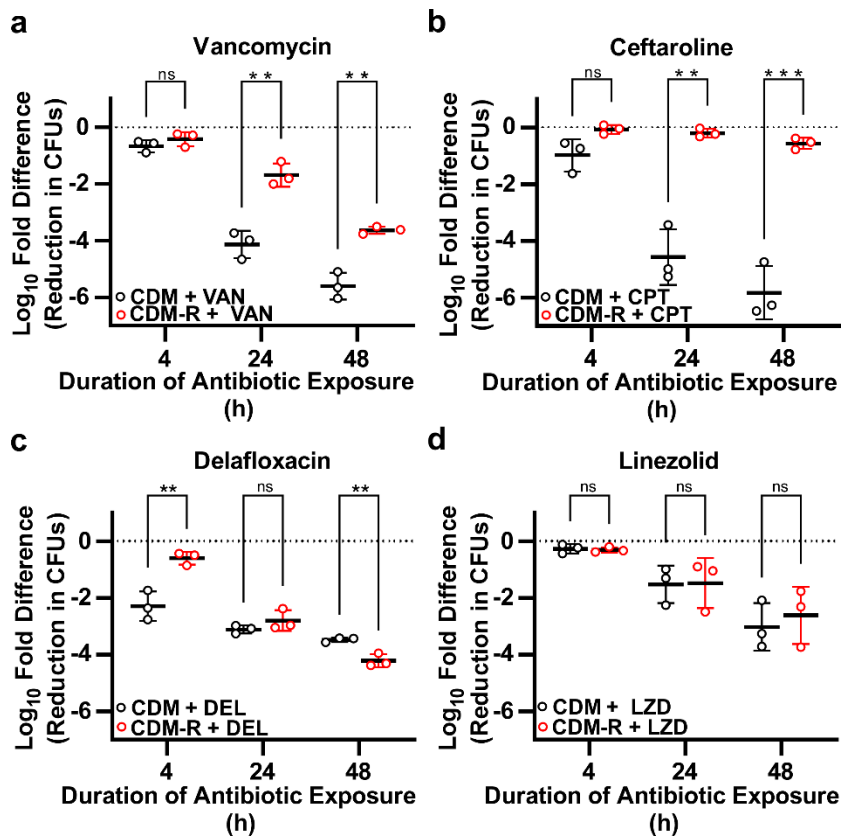 a
Vancomycin
ns
* *
* *
0
-2
-4
-6
Log10 Fold Difference
(Reduction in CFUs)
CDM + VAN
CDM-R + VAN
4
24
48
Duration of Antibiotic Exposure
(h)
b
Ceftaroline
ns
* *
* * *
0
-2
-4
-6
Log10 Fold Difference
(Reduction in CFUs)
CDM + CPT
CDM-R + CPT
4
24
48
Duration of Antibiotic Exposure
(h)
c
Delafloxacin
**
ns
**
0
-2
-4
-6
Log10 Fold Difference
(Reduction in CFUs)
CDM + DEL
CDM-R + DEL
4
24
48
Duration of Antibiotic Exposure
(h)
d
Linezolid
ns
ns
ns
0
-2
-4
-6
Log10 Fold Difference
(Reduction in CFUs)
CDM + LZD
CDM-R + LZD
4
24
48
Duration of Antibiotic Exposure
(h)